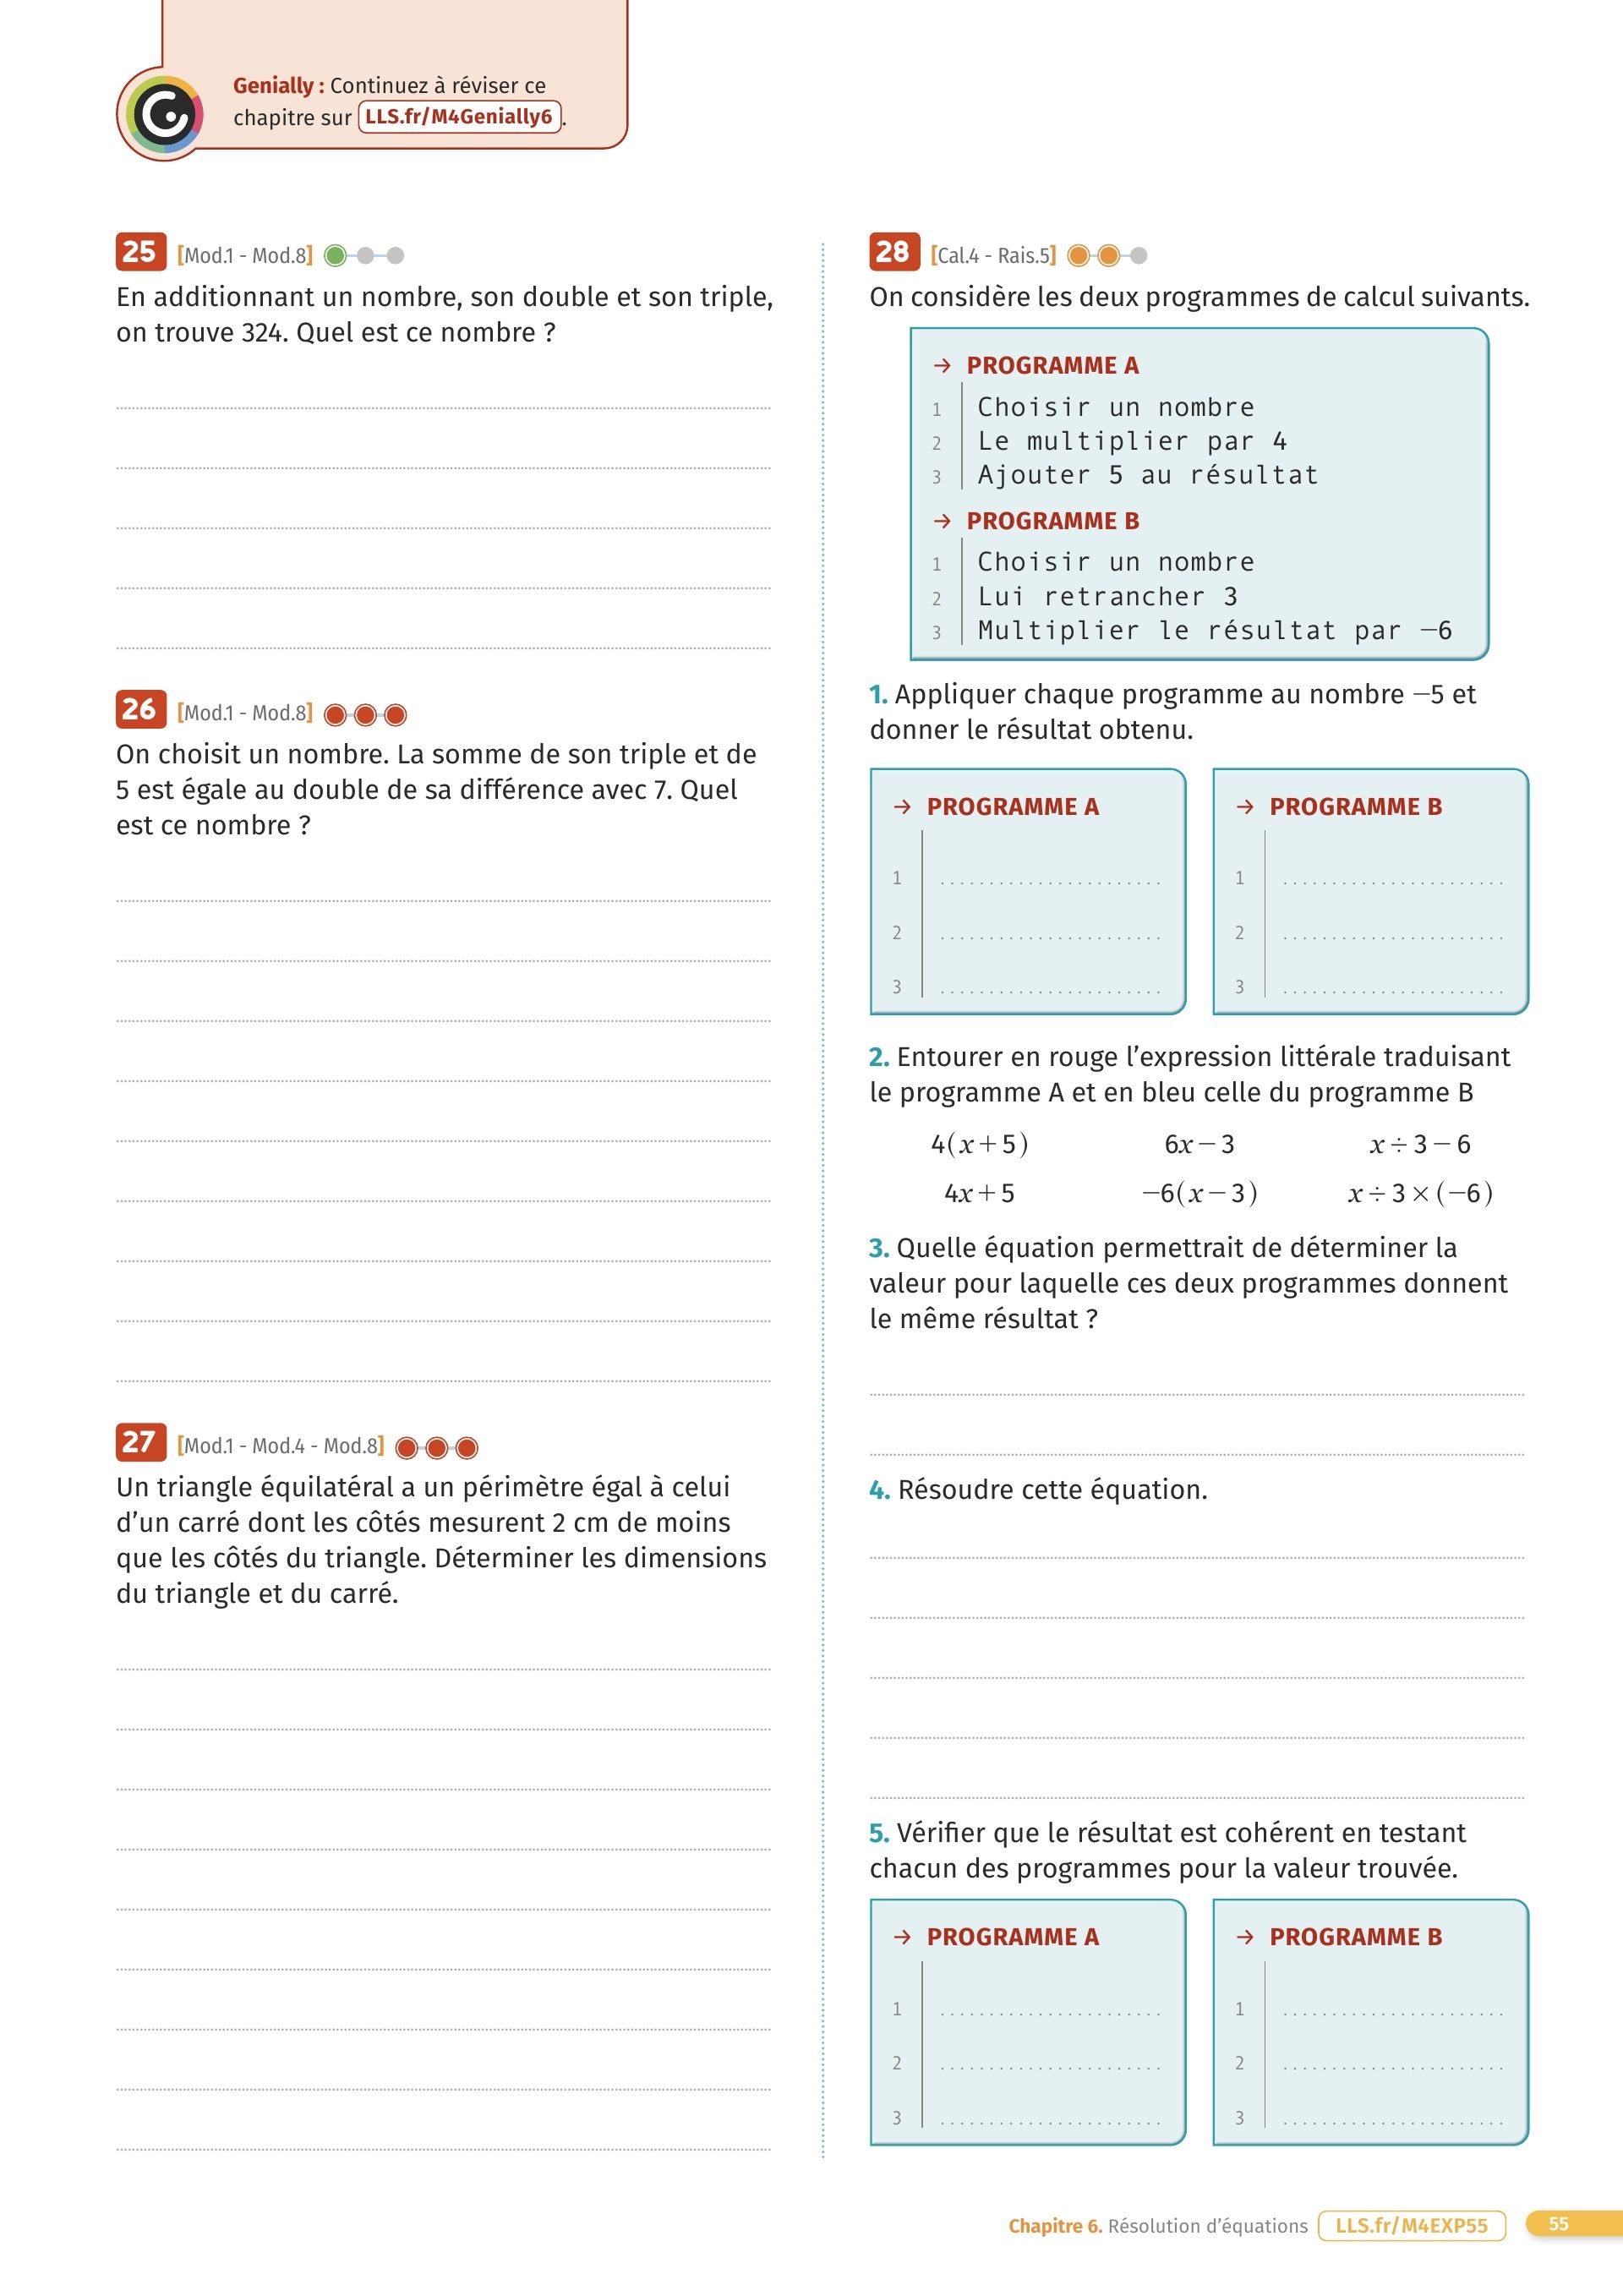 Genially : Continuez à réviser ce
chapitre sur LLS.fr/M4Genially6.
25 [Mod.1 - Mod.8]
En additionnant un nombre, son double et son triple,
on trouve 324. Quel est ce nombre ?
26 [Mod.1 - Mod.8]
On choisit un nombre. La somme de son triple et de
5 est égale au double de sa différence avec 7. Quel
est ce nombre ?
27 [Mod.1 - Mod.4 - Mod.8]
Un triangle équilatéral a un périmètre égal à celui
d’un carré dont les côtés mesurent 2 cm de moins
que les côtés du triangle. Déterminer les dimensions
du triangle et du carré.
28 [Cal.4 - Rais.5]
On considère les deux programmes de calcul suivants.
→ PROGRAMME A
1 Choisir un nombre
2 Le multiplier par 4
3 Ajouter 5 au résultat
→ PROGRAMME B
1 Choisir un nombre
2 Lui retrancher 3
3 Multiplier le résultat par −6
1. Appliquer chaque programme au nombre −5 et
donner le résultat obtenu.
→ PROGRAMME A
1
2
3
→ PROGRAMME B
1
2
3
2. Entourer en rouge l’expression littérale traduisant
le programme A et en bleu celle du programme B
4(x + 5) 6x − 3 x ÷ 3 − 6
4x + 5 −6(x − 3) x ÷ 3 × (−6)
3. Quelle équation permettrait de déterminer la
valeur pour laquelle ces deux programmes donnent
le même résultat ?
4. Résoudre cette équation.
5. Vérifier que le résultat est cohérent en testant
chacun des programmes pour la valeur trouvée.
→ PROGRAMME A
1
2
3
→ PROGRAMME B
1
2
3
Chapitre 6. Résolution d’équations LLS.fr/M4EXP55 55